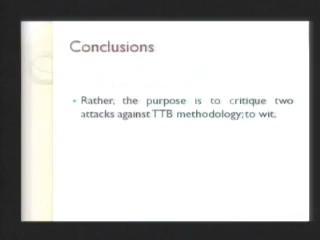 Conclusions
Rather, the purpose is to critique two
attacks against TTB methodology; to wit,